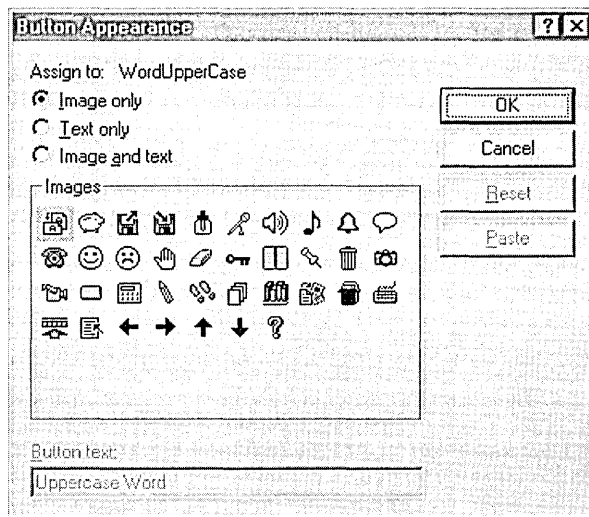 Button Appearance
Assign to: WordUpperCase
Image only
Text only
Image and text
OK
Cancel
Reset
Paste
Images
Button text:
Uppercase Word